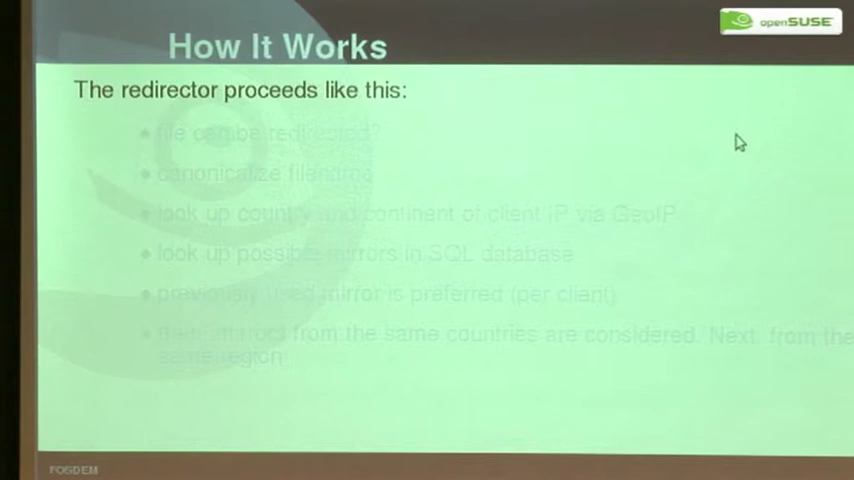 openSUSE
How It Works
The redirector proceeds like this:
• file can be redirected?
• canonicalize filename
• look up country and continent of client IP via GeoIP
• look up possible mirrors in SQL database
• previously used mirror is preferred (per client)
• then, mirrors from the same countries are considered. Next, from the
same region
FOSDEM